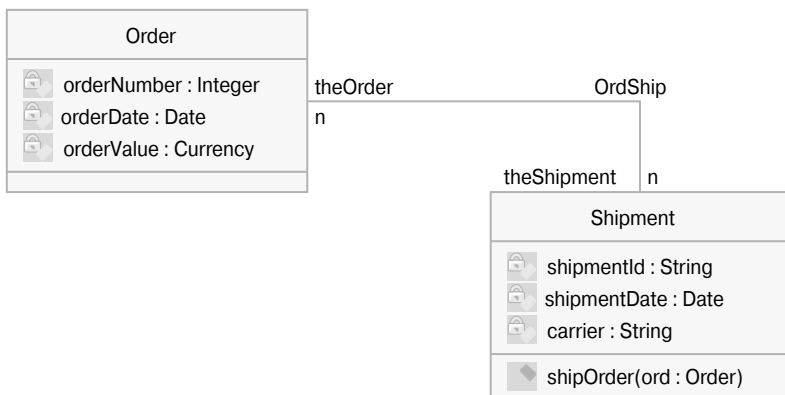 Order
orderNumber : Integer
orderDate : Date
orderValue : Currency
theOrder
OrdShip
n
theShipment
n
Shipment
shipmentId : String
shipmentDate : Date
carrier : String
shipOrder(ord : Order)